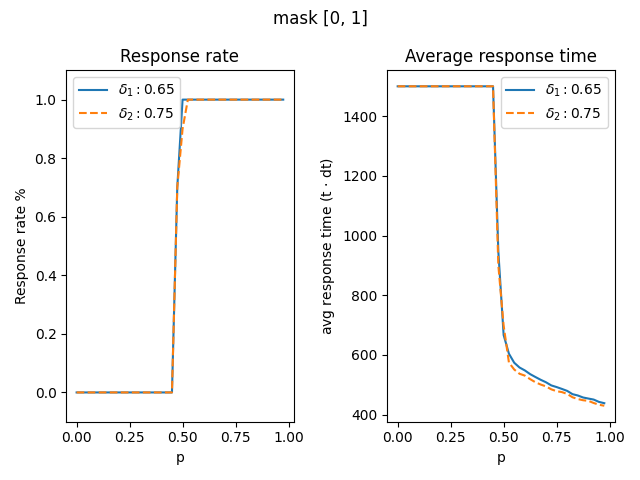 mask [0, 1]
Response rate
δ₁ : 0.65
δ₂ : 0.75
Response rate %
1.0
0.8
0.6
0.4
0.2
0.0
0.00 0.25 0.50 0.75 1.00
p
Average response time
δ₁ : 0.65
δ₂ : 0.75
avg response time (t · dt)
1400
1200
1000
800
600
400
0.00 0.25 0.50 0.75 1.00
p